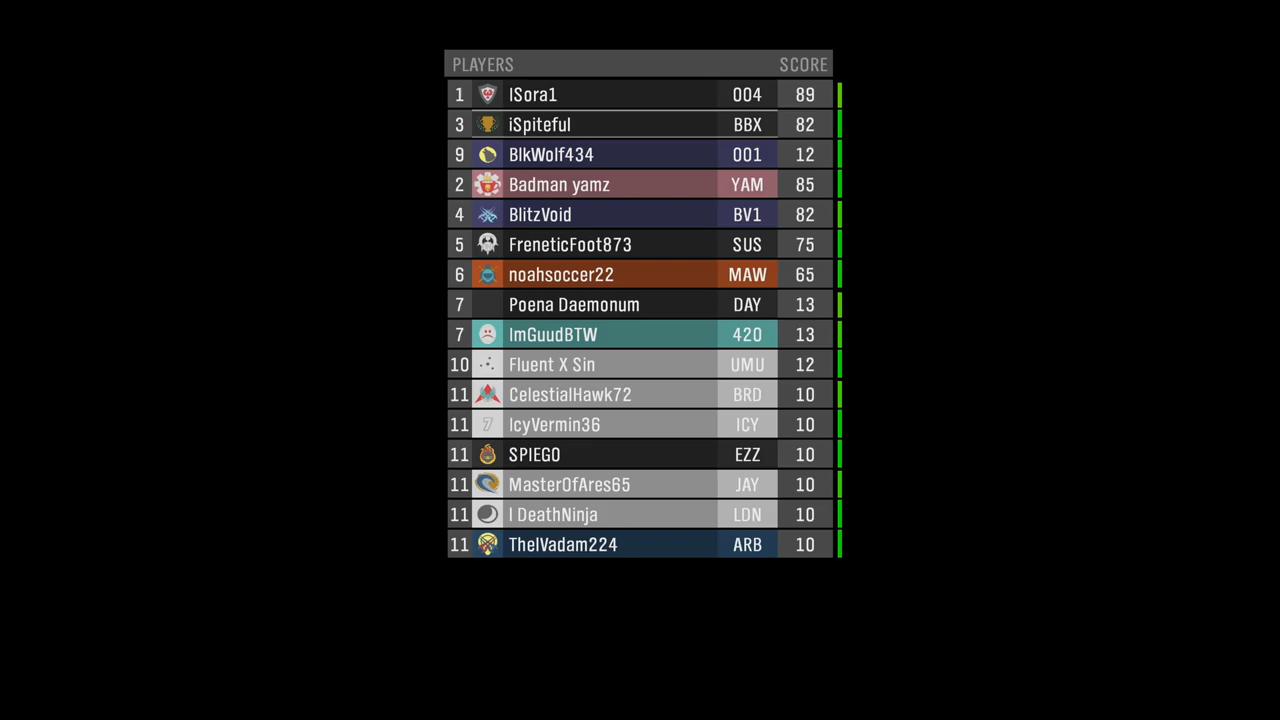 PLAYERS SCORE
1 ISora1 004 89
3 iSpiteful BBX 82
9 BlkWolf434 001 12
2 Badman yamz YAM 85
4 BlitzVoid BV1 82
5 FreneticFoot873 SUS 75
6 noahsoccer22 MAW 65
7 Poena Daemonum DAY 13
7 ImGuudBTW 420 13
10 Fluent X Sin UMU 12
11 CelestialHawk72 BRD 10
11 7 IcyVermin36 ICY 10
11 SPIEGO EZZ 10
11 MasterOfAres65 JAY 10
11 I DeathNinja LDN 10
11 TheIVadam224 ARB 10